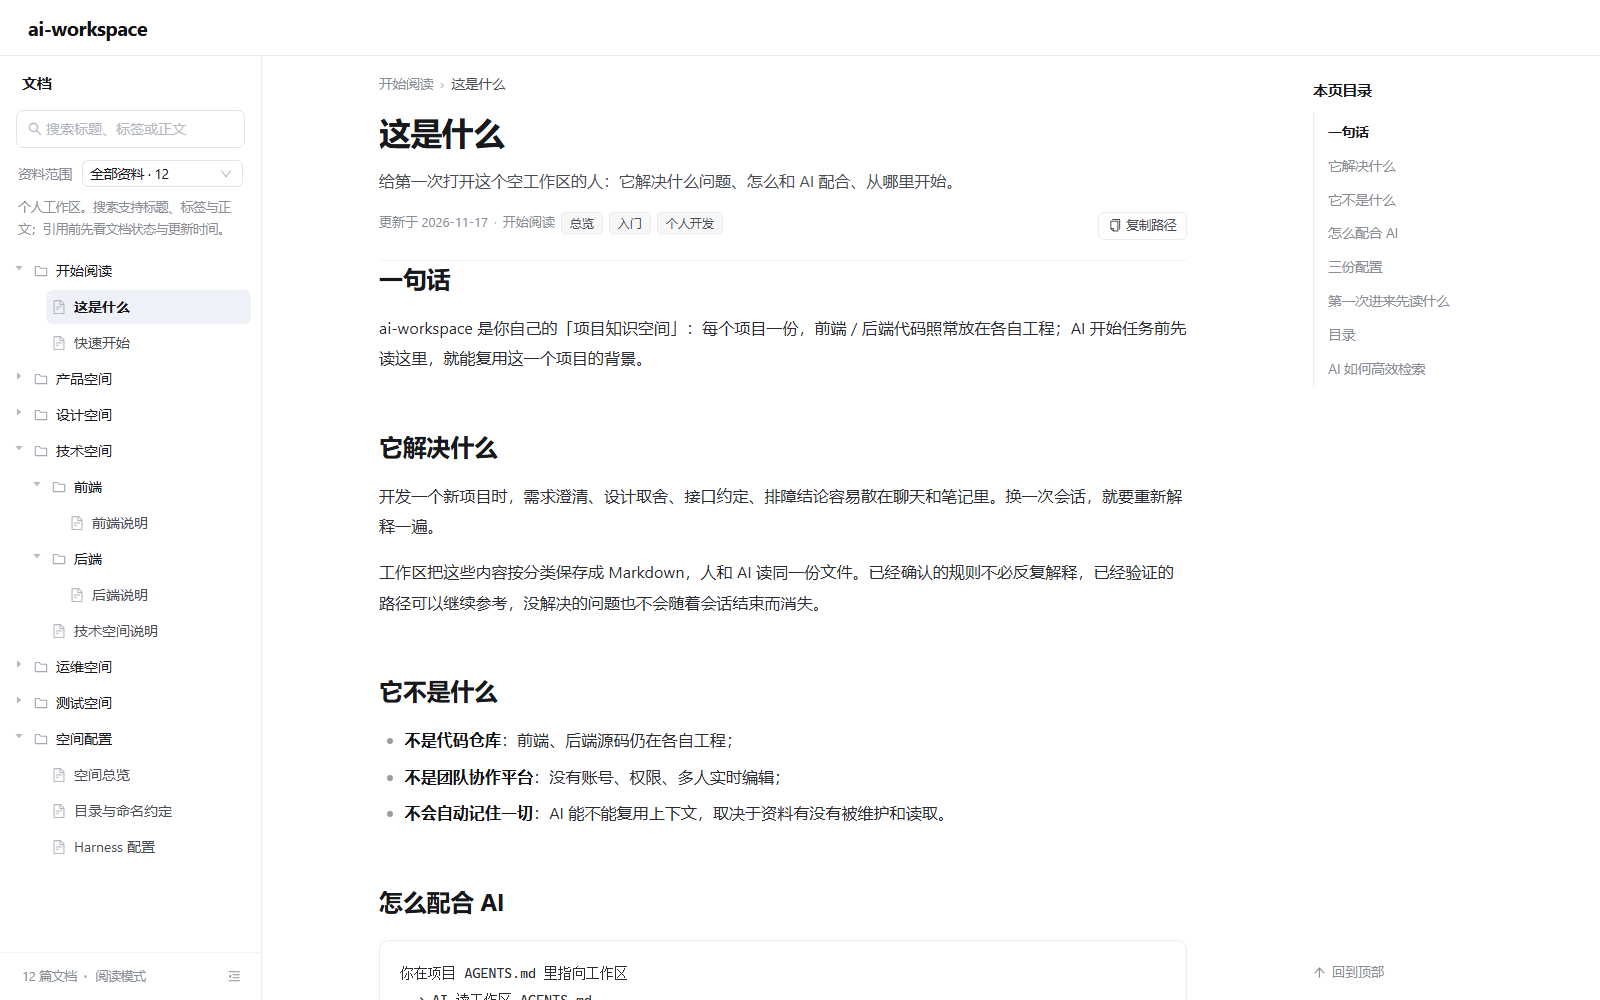 ai-workspace
文档
搜索标题、标签或正文
资料范围 全部资料 · 12
个人工作区。搜索支持标题、标签与正
文；引用前先看文档状态与更新时间。
开始阅读
这是什么
快速开始
产品空间
设计空间
技术空间
前端
前端说明
后端
后端说明
技术空间说明
运维空间
测试空间
空间配置
空间总览
目录与命名约定
Harness 配置
12 篇文档 · 阅读模式
开始阅读 › 这是什么
这是什么
给第一次打开这个空工作区的人：它解决什么问题、怎么和 AI 配合、从哪里开始。
更新于 2026-11-17 · 开始阅读 总览 入门 个人开发
复制路径
一句话
ai-workspace 是你自己的「项目知识空间」：每个项目一份，前端 / 后端代码照常放在各自工程；AI 开始任务前先
读这里，就能复用这一个项目的背景。
它解决什么
开发一个新项目时，需求澄清、设计取舍、接口约定、排障结论容易散在聊天和笔记里。换一次会话，就要重新解
释一遍。
工作区把这些内容按分类保存成 Markdown，人和 AI 读同一份文件。已经确认的规则不必反复解释，已经验证的
路径可以继续参考，没解决的问题也不会随着会话结束而消失。
它不是什么
不是代码仓库：前端、后端源码仍在各自工程；
不是团队协作平台：没有账号、权限、多人实时编辑；
不会自动记住一切：AI 能不能复用上下文，取决于资料有没有被维护和读取。
怎么配合 AI
你在项目 AGENTS.md 里指向工作区
→ AI 读工作区 AGENTS.md
本页目录
一句话
它解决什么
它不是什么
怎么配合 AI
三份配置
第一次进来先读什么
目录
AI 如何高效检索
回到顶部